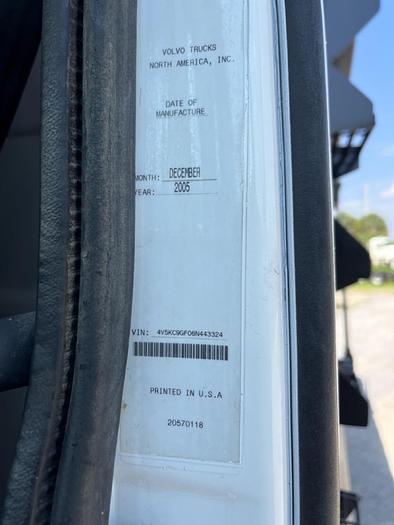 VOLVO TRUCKS
NORTH AMERICA, INC.
DATE OF
MANUFACTURE
MONTH: DECEMBER
YEAR: 2005
VIN: 4V5KC9GF06N443324
PRINTED IN U.S.A
20570118